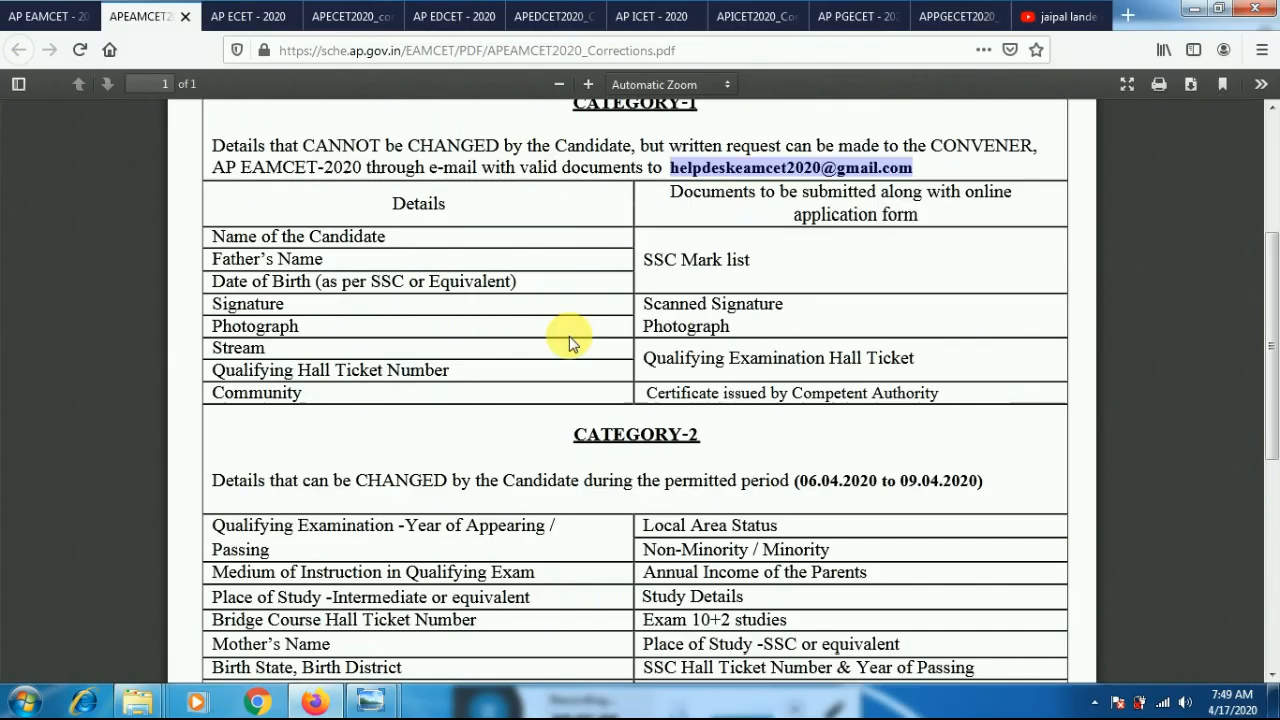 AP EAMCET - 2020
APEAMCET2020
AP ECET - 2020
APECET2020_co
AP EDCET - 2020
APEDCET2020_C
AP ICET - 2020
APICET2020_Co
AP PGECET - 202
APPGECET2020_
jaipal lande
https://sche.ap.gov.in/EAMCET/PDF/APEAMCET2020_Corrections.pdf
1 of 1
Automatic Zoom
CATEGORY-1
Details that CANNOT be CHANGED by the Candidate, but written request can be made to the CONVENER,
AP EAMCET-2020 through e-mail with valid documents to helpdeskeamcet2020@gmail.com
Details
Documents to be submitted along with online
application form
Name of the Candidate
Father's Name
Date of Birth (as per SSC or Equivalent)
SSC Mark list
Signature
Scanned Signature
Photograph
Photograph
Stream
Qualifying Hall Ticket Number
Qualifying Examination Hall Ticket
Community
Certificate issued by Competent Authority
CATEGORY-2
Details that can be CHANGED by the Candidate during the permitted period (06.04.2020 to 09.04.2020)
Qualifying Examination -Year of Appearing /
Passing
Local Area Status
Non-Minority / Minority
Medium of Instruction in Qualifying Exam
Annual Income of the Parents
Place of Study -Intermediate or equivalent
Study Details
Bridge Course Hall Ticket Number
Exam 10+2 studies
Mother's Name
Place of Study -SSC or equivalent
Birth State, Birth District
SSC Hall Ticket Number & Year of Passing
7:49 AM
4/17/2020